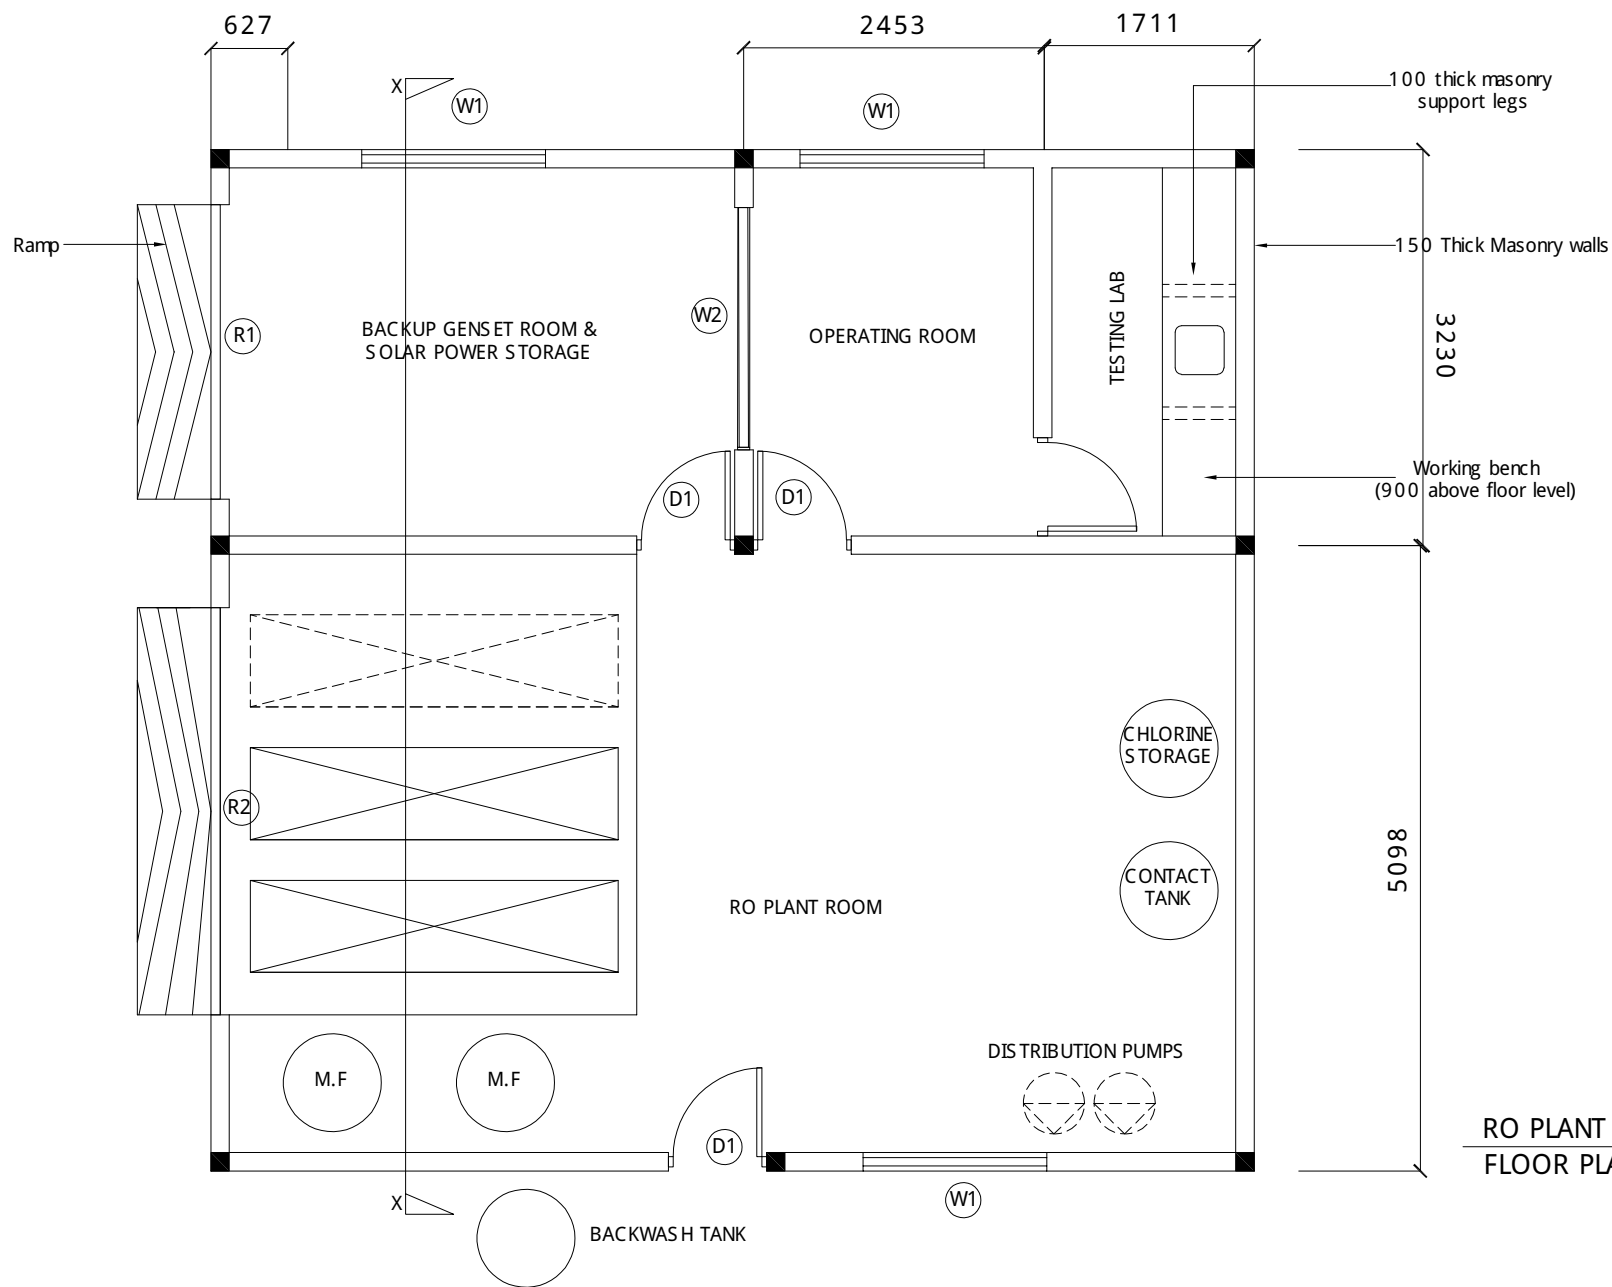 627
2453
1711
X
W1
W1
100 thick masonry
support legs
Ramp
150 Thick Masonry walls
R1
BACKUP GENSET ROOM &
SOLAR POWER STORAGE
W2
OPERATING ROOM
TESTING LAB
3230
Working bench
(900 above floor level)
D1
D1
CHLORINE
STORAGE
R2
CONTACT
TANK
5098
RO PLANT ROOM
M.F
M.F
DISTRIBUTION PUMPS
D1
RO PLANT
FLOOR PLA
X
W1
BACKWASH TANK